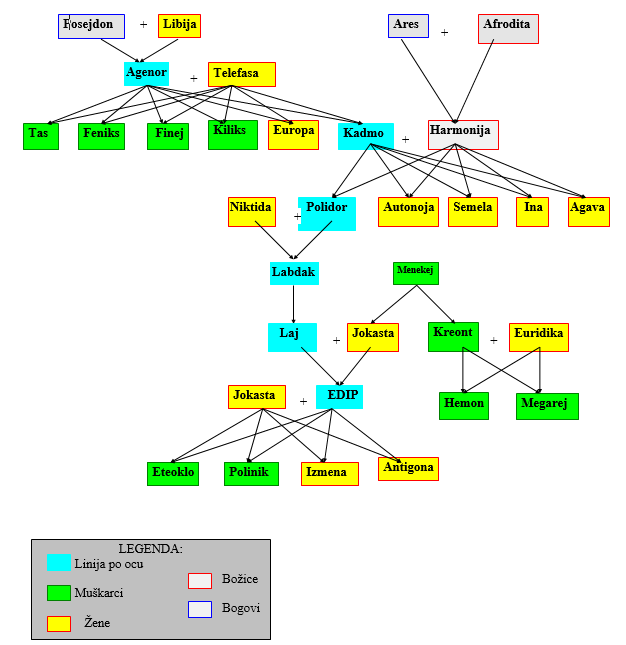 Posejdon + Libija Ares + Afrodita
Agenor + Telefasa
Tas Feniks Finej Kiliks Europa Kadmo + Harmonija
Niktida + Polidor Autonoja Semela Ina Agava
Labdak Menekej
Laj + Jokasta Kreont + Euridika
Jokasta + EDIP Hemon Megarej
Eteoklo Polinik Izmena Antigona
LEGENDA:
Linija po ocu
Muškarci
Žene
Božice
Bogovi